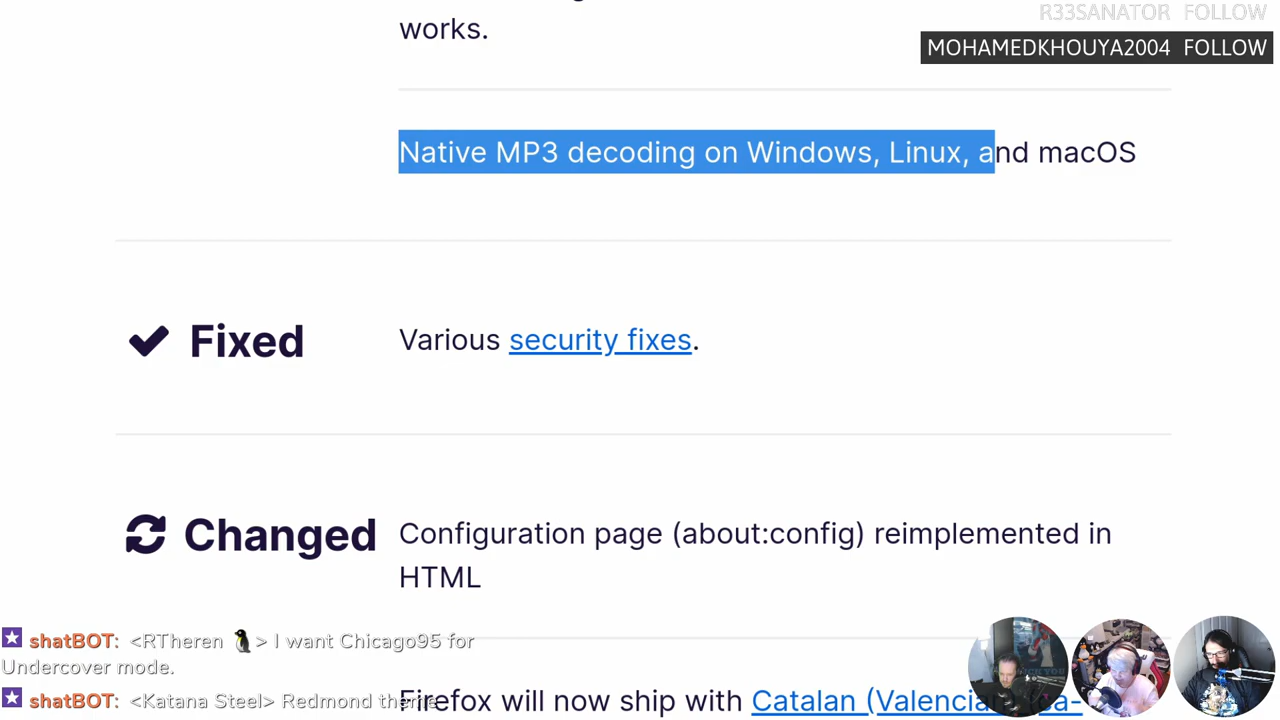 R33SANATOR FOLLOW
works.
MOHAMEDKHOUYA2004 FOLLOW
Native MP3 decoding on Windows, Linux, and macOS
Fixed
Various security fixes.
Changed
Configuration page (about:config) reimplemented in
HTML
shatBOT: <RTheren 🐧> I want Chicago95 for
Undercover mode.
shatBOT: <Katana Steel> Redmond theme
Firefox will now ship with Catalan (Valencian) (ca-